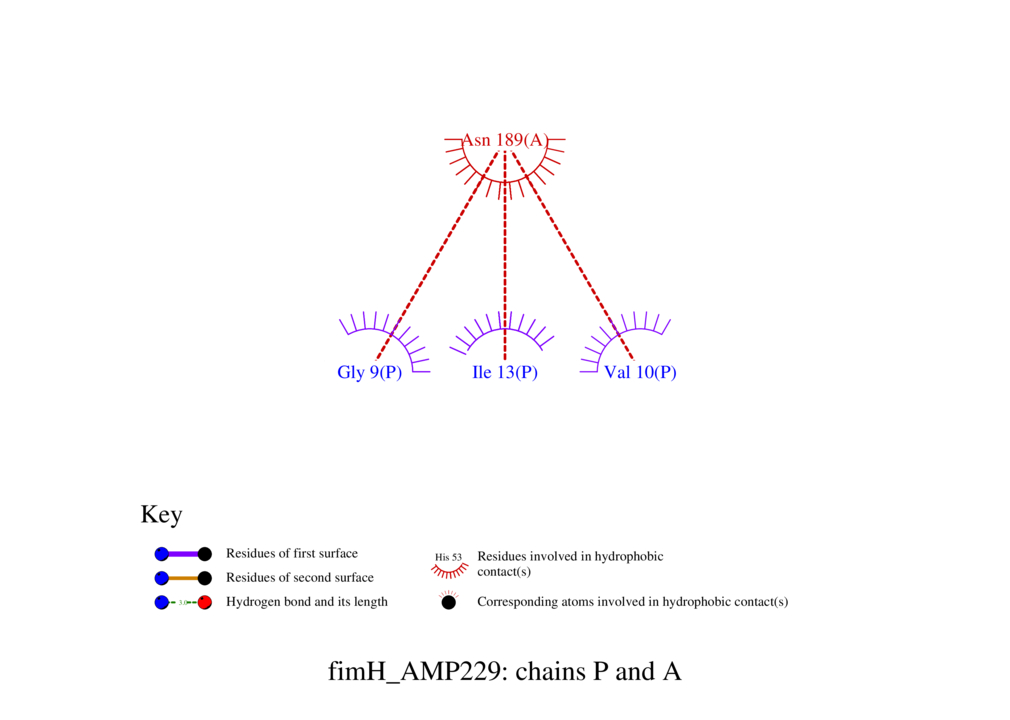 Asn 189(A)
Gly 9(P) Ile 13(P) Val 10(P)
Key
Residues of first surface
Residues of second surface
3.0 Hydrogen bond and its length
His 53 Residues involved in hydrophobic
contact(s)
Corresponding atoms involved in hydrophobic contact(s)
fimH_AMP229: chains P and A